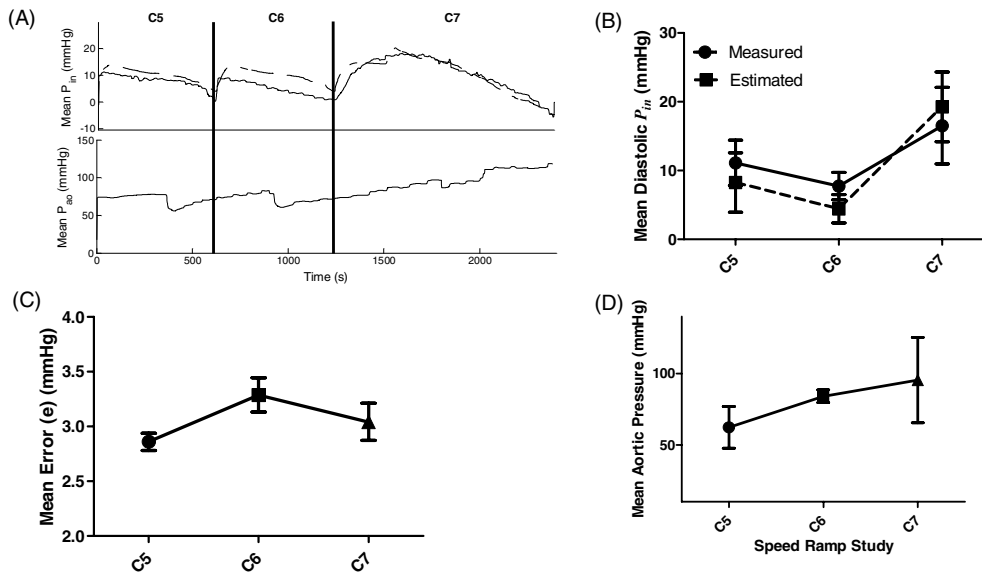 (A)
C5 C6 C7
Mean P_in (mmHg)
20
10
0
-10
Mean P_ao (mmHg)
150
100
50
0
0 500 1000 1500 2000
Time (s)
(B)
Mean Diastolic P_in (mmHg)
30
20
10
0
Measured
Estimated
C5 C6 C7
(C)
Mean Error (e) (mmHg)
4.0
3.5
3.0
2.5
2.0
C5 C6 C7
(D)
Mean Aortic Pressure (mmHg)
100
50
C5 C6 C7
Speed Ramp Study